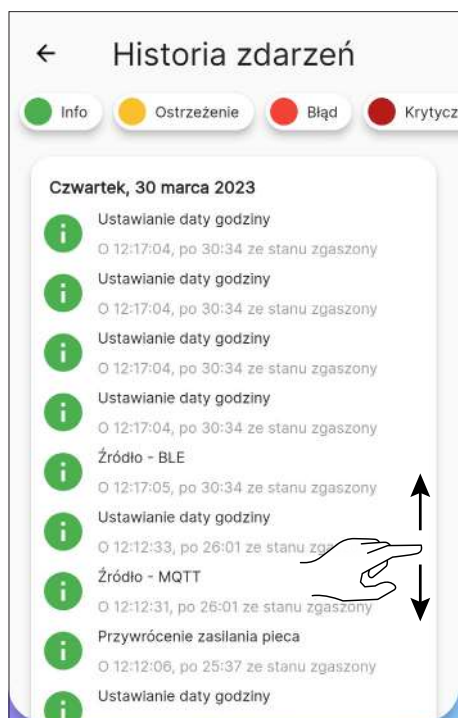 Historia zdarzeń
Info Ostrzeżenie Błąd Krytycz
Czwartek, 30 marca 2023
Ustawianie daty godziny
O 12:17:04, po 30:34 ze stanu zgaszony
Ustawianie daty godziny
O 12:17:04, po 30:34 ze stanu zgaszony
Ustawianie daty godziny
O 12:17:04, po 30:34 ze stanu zgaszony
Ustawianie daty godziny
O 12:17:04, po 30:34 ze stanu zgaszony
Źródło - BLE
O 12:17:05, po 30:34 ze stanu zgaszony
Ustawianie daty godziny
O 12:12:33, po 26:01 ze stanu zga
Źródło - MQTT
O 12:12:31, po 26:01 ze stanu zgaszony
Przywrócenie zasilania pieca
O 12:12:06, po 25:37 ze stanu zgaszony
Ustawianie daty godziny